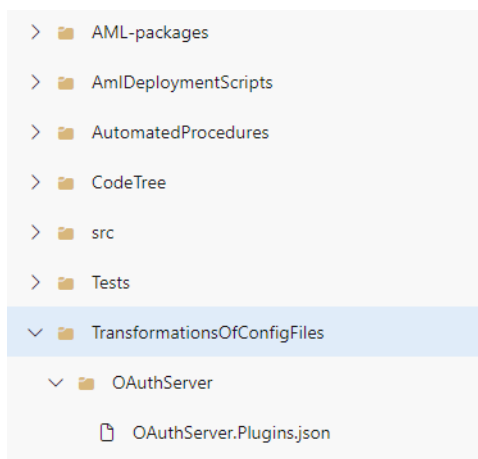 AML-packages
AmlDeploymentScripts
AutomatedProcedures
CodeTree
src
Tests
TransformationsOfConfigFiles
OAuthServer
OAuthServer.Plugins.json